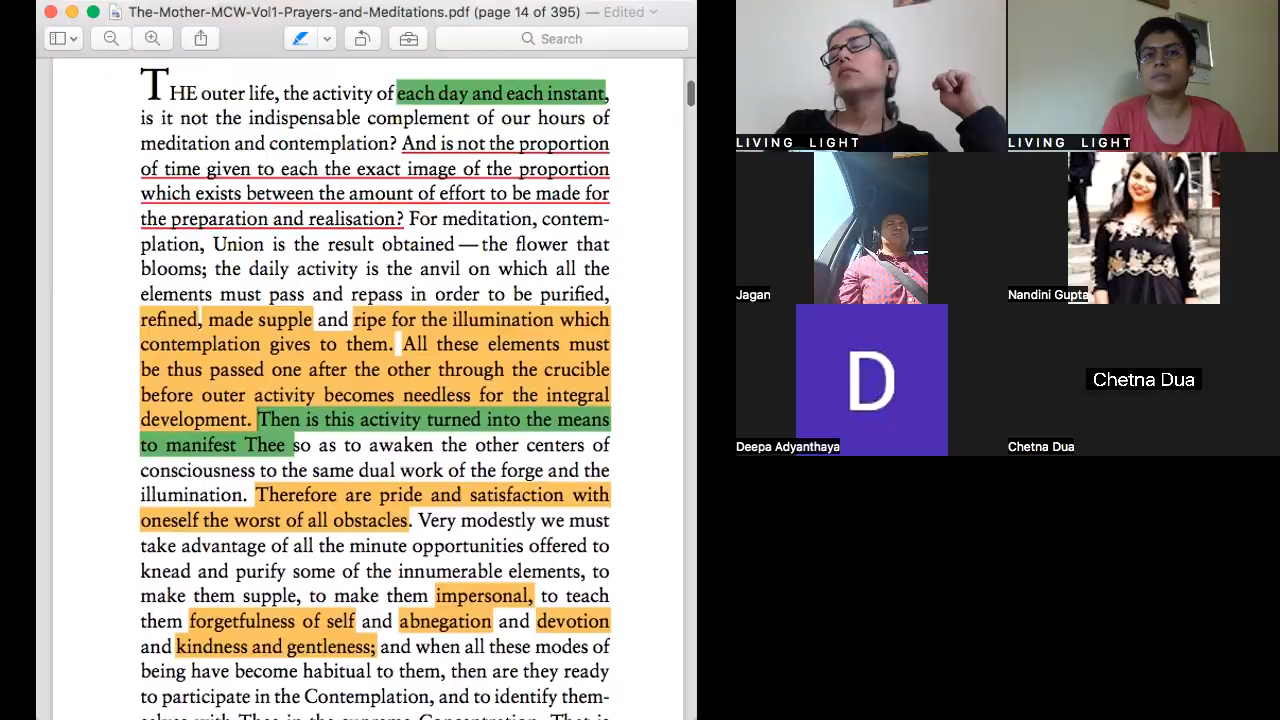 The-Mother-MCW-Vol1-Prayers-and-Meditations.pdf (page 14 of 395) — Edited
Search
THE outer life, the activity of each day and each instant,
is it not the indispensable complement of our hours of
meditation and contemplation? And is not the proportion
of time given to each the exact image of the proportion
which exists between the amount of effort to be made for
the preparation and realisation? For meditation, contem-
plation, Union is the result obtained — the flower that
blooms; the daily activity is the anvil on which all the
elements must pass and repass in order to be purified,
refined, made supple and ripe for the illumination which
contemplation gives to them. All these elements must
be thus passed one after the other through the crucible
before outer activity becomes needless for the integral
development. Then is this activity turned into the means
to manifest Thee so as to awaken the other centers of
consciousness to the same dual work of the forge and the
illumination. Therefore are pride and satisfaction with
oneself the worst of all obstacles. Very modestly we must
take advantage of all the minute opportunities offered to
knead and purify some of the innumerable elements, to
make them supple, to make them impersonal, to teach
them forgetfulness of self and abnegation and devotion
and kindness and gentleness; and when all these modes of
being have become habitual to them, then are they ready
to participate in the Contemplation, and to identify them-
selves with Thee in the supreme Concentration. That is
LIVING LIGHT
LIVING LIGHT
Jagan
Nandini Gupta
D
Deepa Adyanthaya
Chetna Dua
Chetna Dua